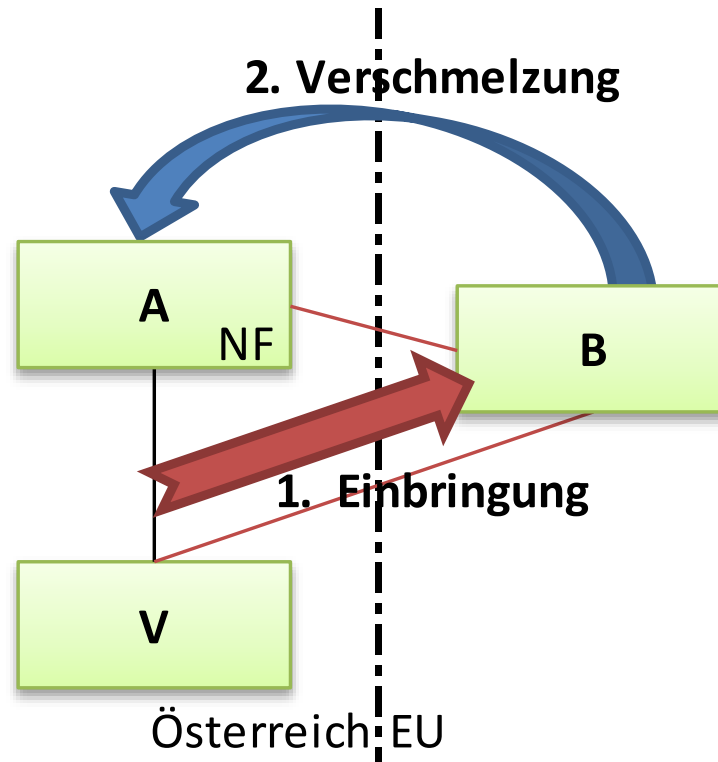 2. Verschmelzung
A
NF
B
1. Einbringung
V
Österreich EU